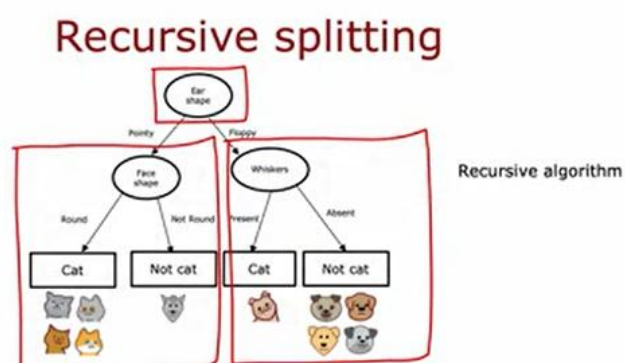 Recursive splitting
Ear
shape
Pointy
Floppy
Face
shape
Whiskers
Recursive algorithm
Round
Not Round
Present
Absent
Cat
Not cat
Cat
Not cat